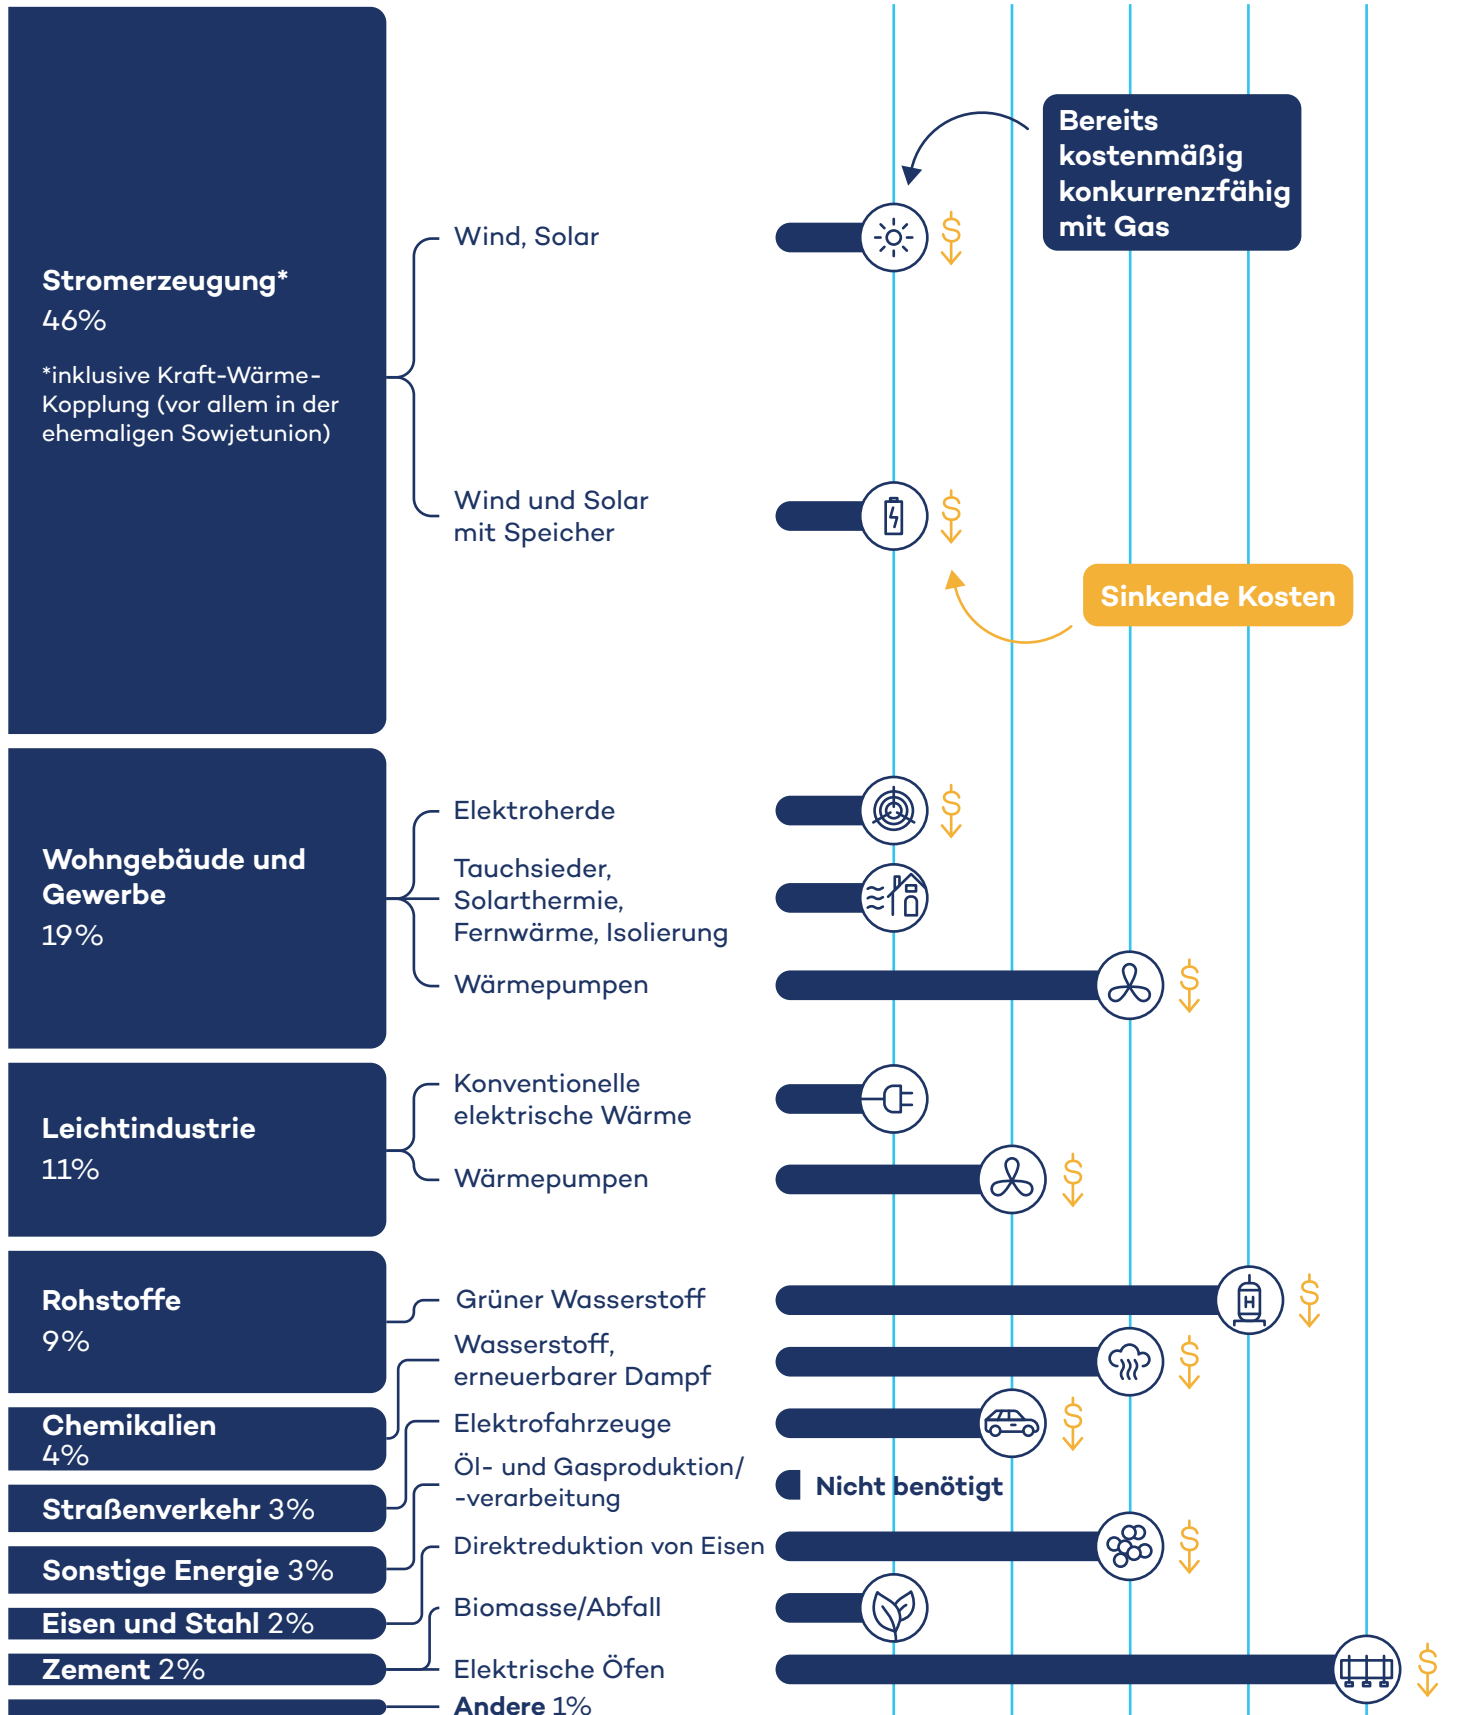 Stromerzeugung*
46%
*inklusive Kraft-Wärme-
Kopplung (vor allem in der
ehemaligen Sowjetunion)
Wind, Solar
Bereits
kostenmäßig
konkurrenzfähig
mit Gas
Wind und Solar
mit Speicher
Sinkende Kosten
Wohngebäude und
Gewerbe
19%
Elektroherde
Tauchsieder,
Solarthermie,
Fernwärme, Isolierung
Wärmepumpen
Leichtindustrie
11%
Konventionelle
elektrische Wärme
Wärmepumpen
Rohstoffe
9%
Grüner Wasserstoff
H
Chemikalien
4%
Wasserstoff,
erneuerbarer Dampf
Straßenverkehr 3%
Elektrofahrzeuge
Sonstige Energie 3%
Öl- und Gasproduktion/
-verarbeitung
Nicht benötigt
Eisen und Stahl 2%
Direktreduktion von Eisen
Zement 2%
Biomasse/Abfall
Elektrische Öfen
Andere 1%